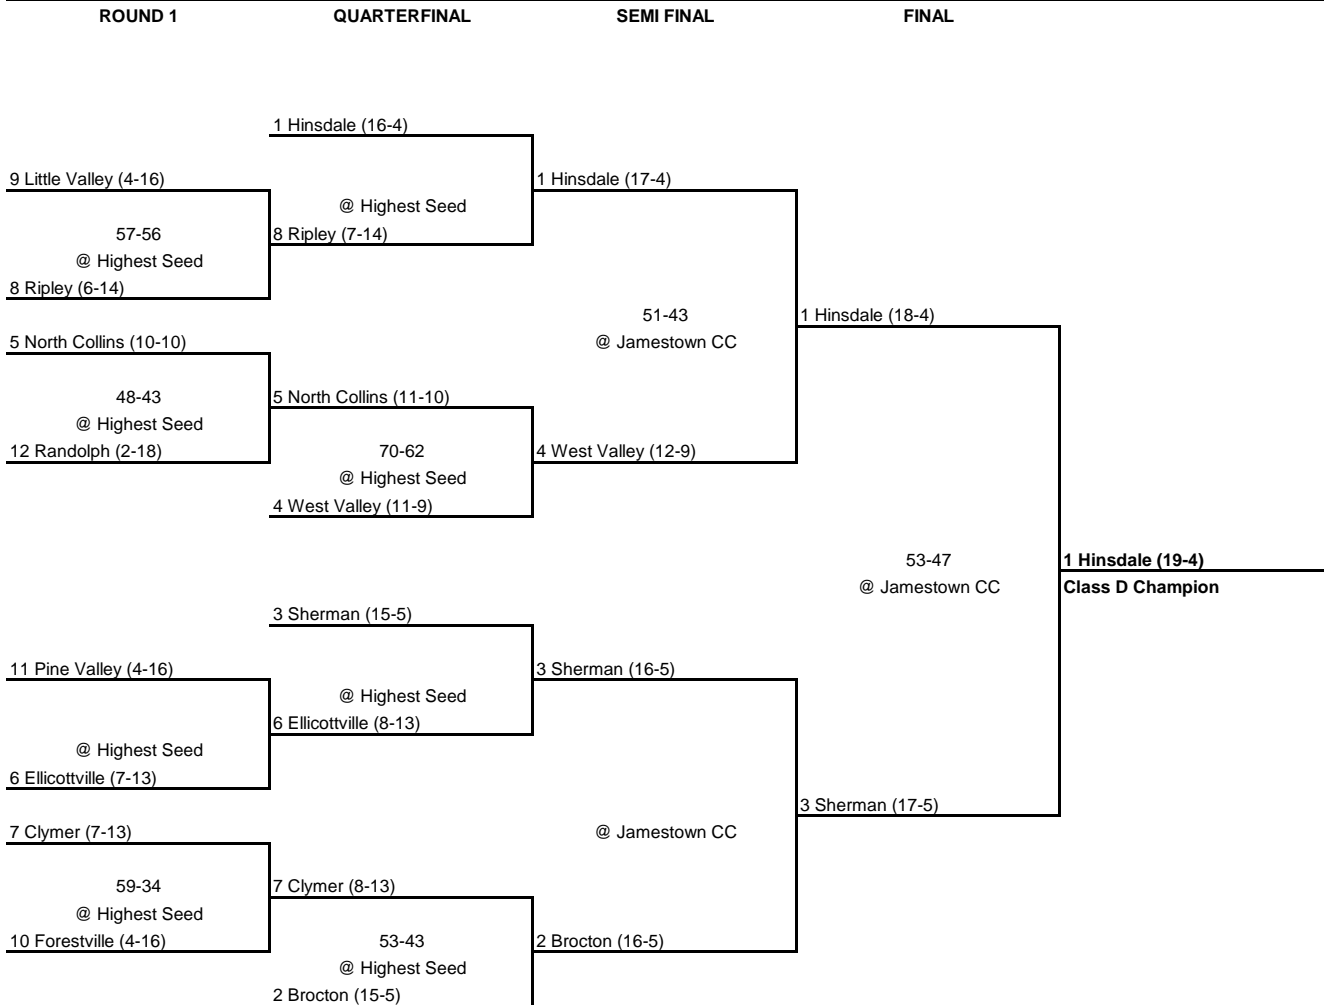 ROUND 1 QUARTERFINAL SEMI FINAL FINAL
1 Hinsdale (16-4)
9 Little Valley (4-16) 1 Hinsdale (17-4)
@ Highest Seed
57-56 8 Ripley (7-14)
@ Highest Seed
8 Ripley (6-14)
51-43 1 Hinsdale (18-4)
5 North Collins (10-10) @ Jamestown CC
48-43 5 North Collins (11-10)
@ Highest Seed
12 Randolph (2-18) 70-62 4 West Valley (12-9)
@ Highest Seed
4 West Valley (11-9)
53-47 1 Hinsdale (19-4)
@ Jamestown CC Class D Champion
3 Sherman (15-5)
11 Pine Valley (4-16) 3 Sherman (16-5)
@ Highest Seed
6 Ellicottville (8-13)
@ Highest Seed
6 Ellicottville (7-13)
3 Sherman (17-5)
7 Clymer (7-13) @ Jamestown CC
59-34 7 Clymer (8-13)
@ Highest Seed
10 Forestville (4-16) 53-43 2 Brocton (16-5)
@ Highest Seed
2 Brocton (15-5)